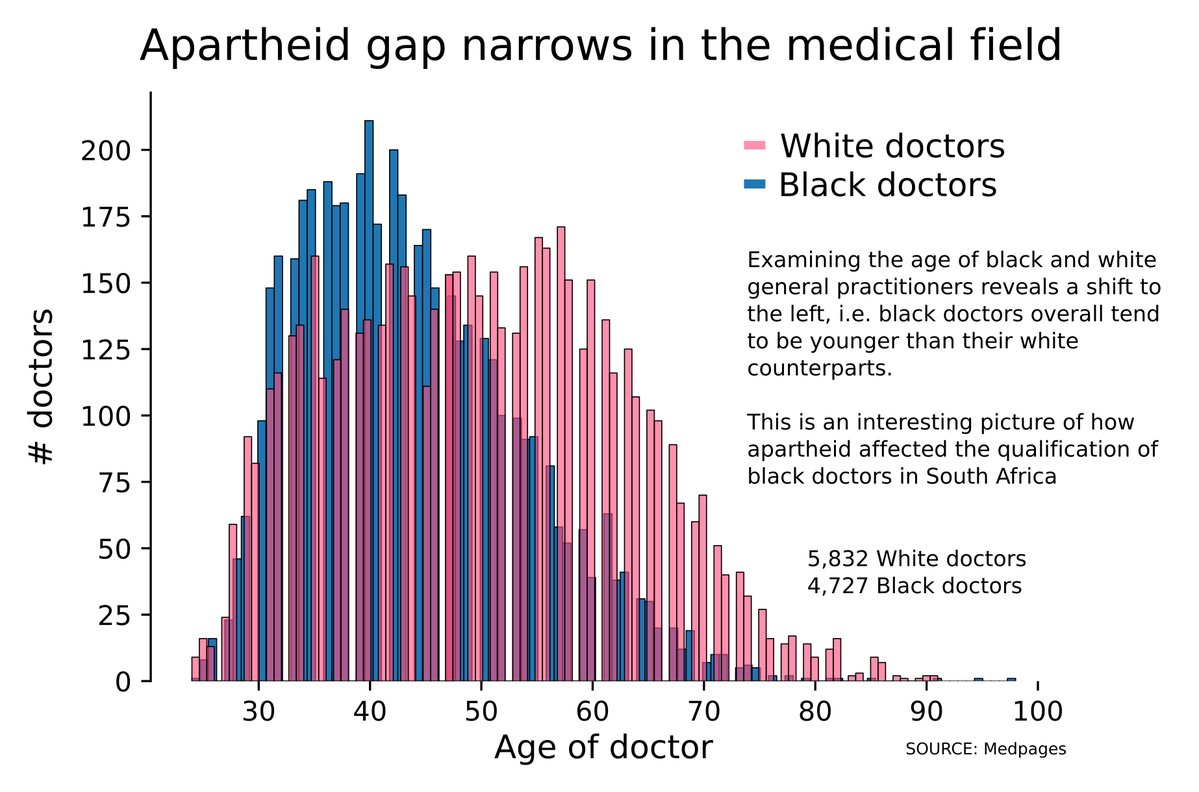 Apartheid gap narrows in the medical field
# doctors
200
175
150
125
100
75
50
25
0
White doctors
Black doctors
Examining the age of black and white
general practitioners reveals a shift to
the left, i.e. black doctors overall tend
to be younger than their white
counterparts.
This is an interesting picture of how
apartheid affected the qualification of
black doctors in South Africa
5,832 White doctors
4,727 Black doctors
30 40 50 60 70 80 90 100
Age of doctor
SOURCE: Medpages